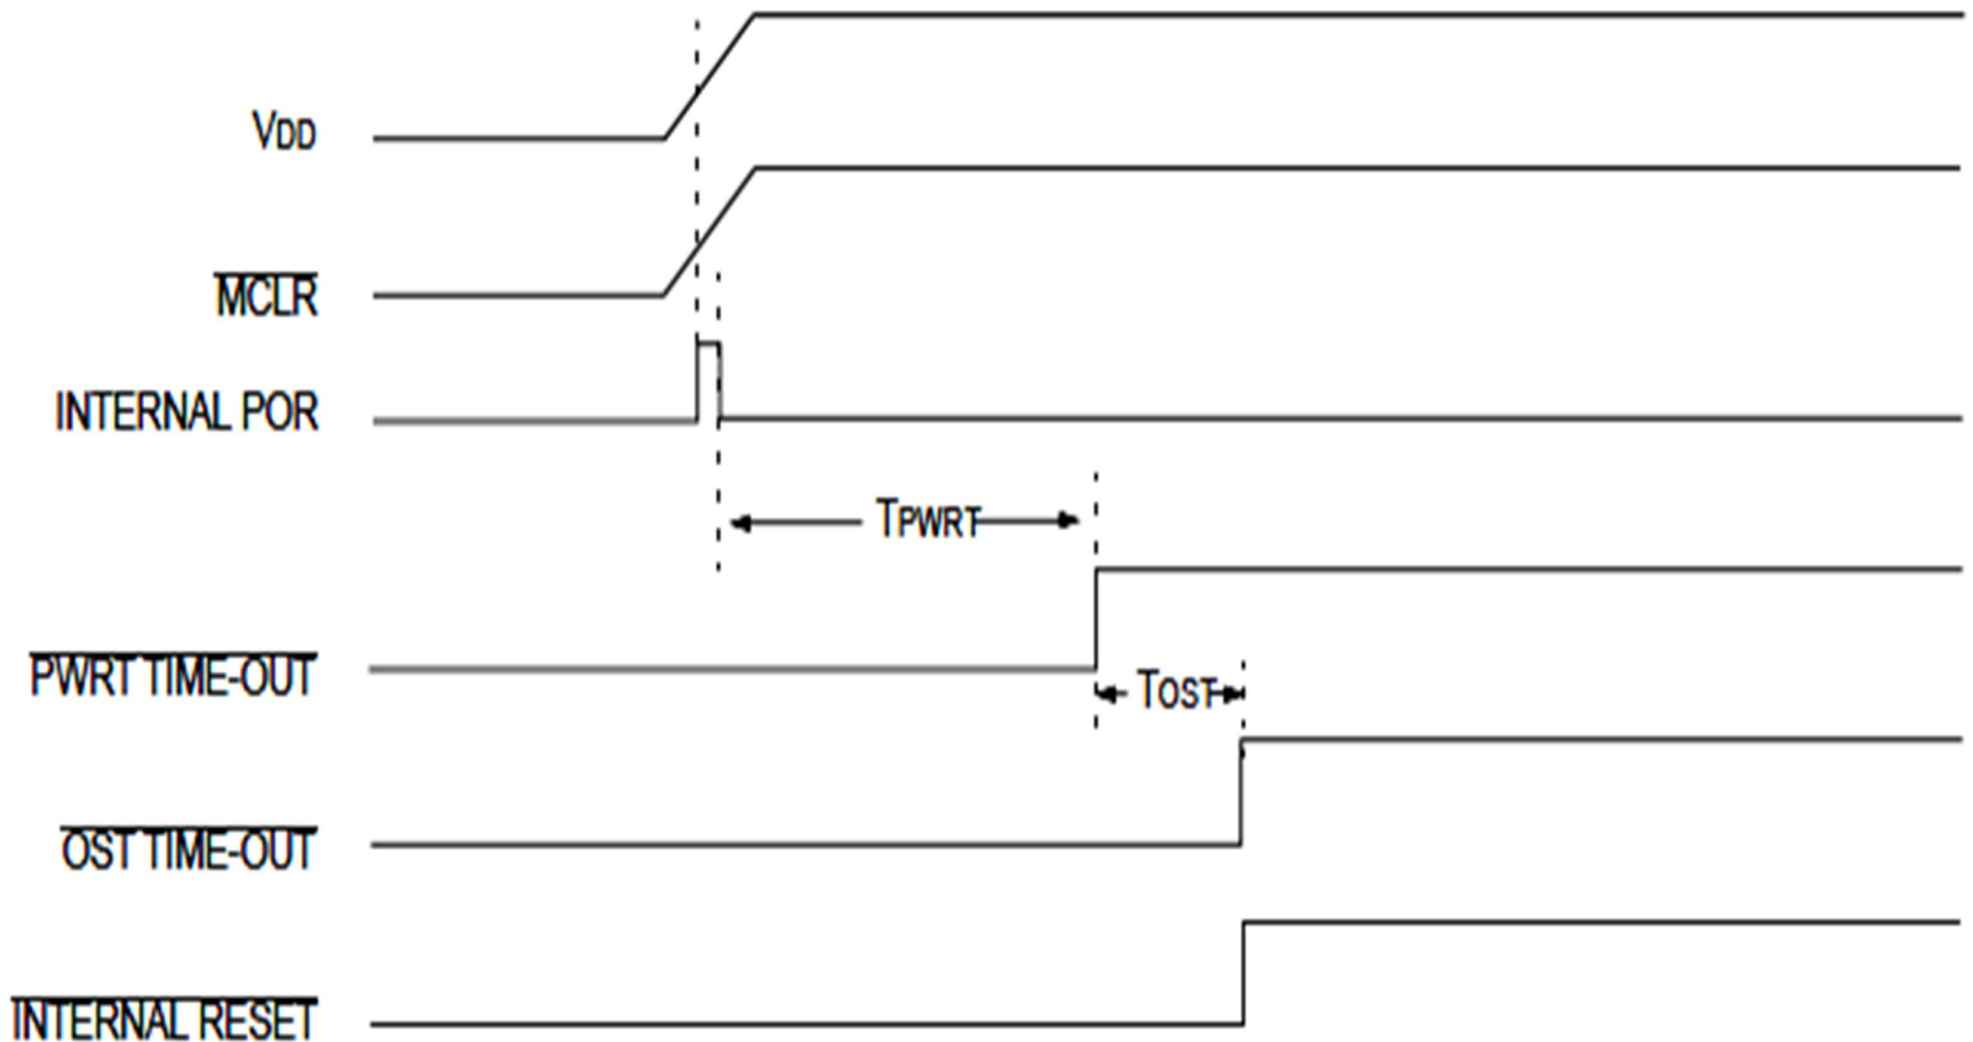 VDD
MCLR
INTERNAL POR
TPWRT
PWRT TIME-OUT
TOST
OST TIME-OUT
INTERNAL RESET